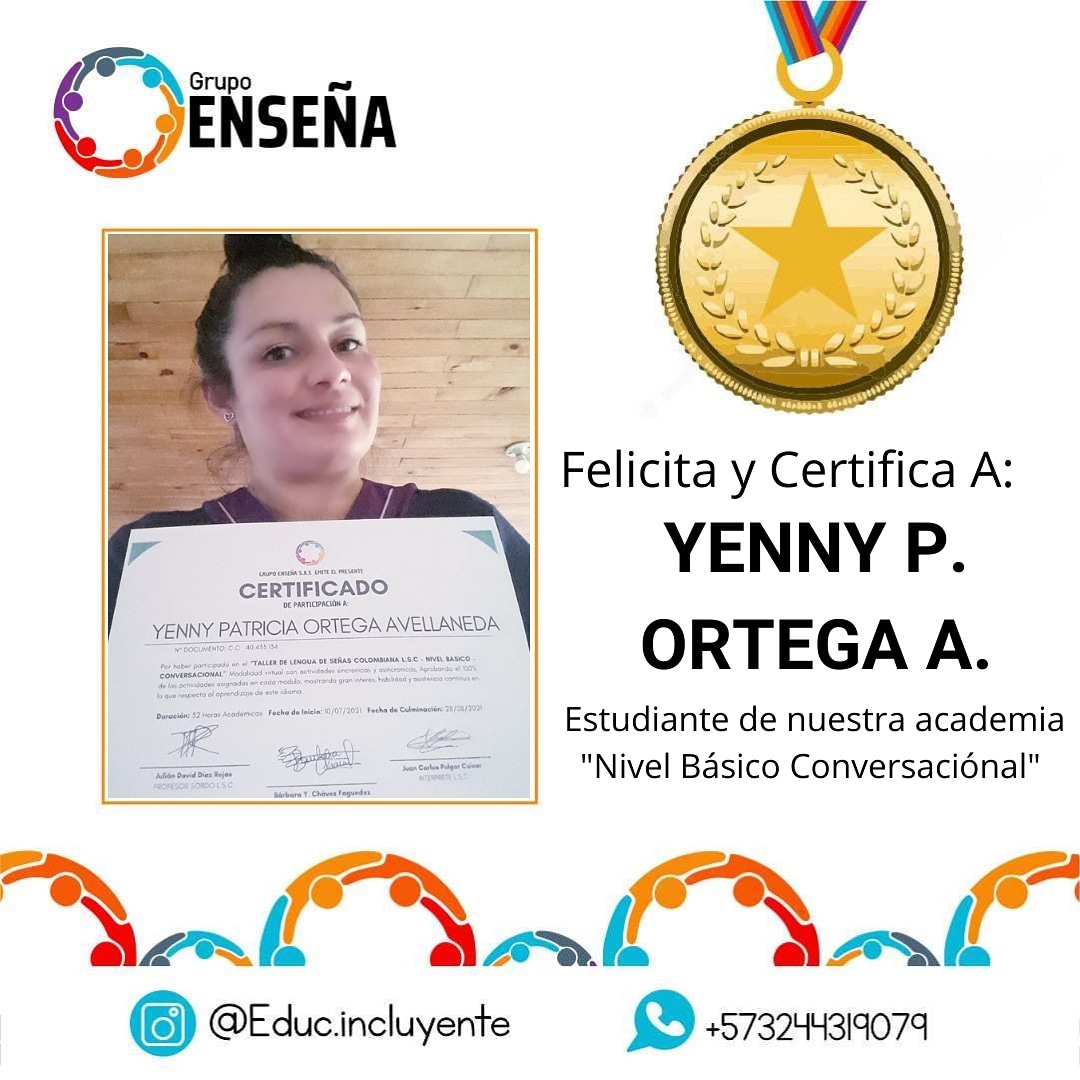 Grupo
ENSEÑA
GRUPO ENSEÑA S.A.S EMITE EL PRESENTE
CERTIFICADO
DE PARTICIPACIÓN A:
YENNY PATRICIA ORTEGA AVELLANEDA
N° DOCUMENTO: C.C 40.435.154
Por haber participado en el "TALLER DE LENGUA DE SEÑAS COLOMBIANA L.S.C - NIVEL BÁSICO -
CONVERSACIONAL" Modalidad virtual con actividades sincronicas y asincronicas, Aprobando el 100%
de las actividades asignadas en cada modulo, mostrando gran interés, habilidad y asistencia continua en
lo que respecta al aprendizaje de este idioma.
Duración: 32 Horas Académicas Fecha de Inicio: 10/07/2021 Fecha de Culminación: 28/08/2021
Julián David Díaz Rojas
PROFESOR SORDO L.S.C
Bárbara Y. Chávez Fagundez
Juan Carlos Pulgar Cuicar
INTERPRETE L.S.C
Felicita y Certifica A:
YENNY P.
ORTEGA A.
Estudiante de nuestra academia
"Nivel Básico Conversaciónal"
@Educ.incluyente
+573244319079